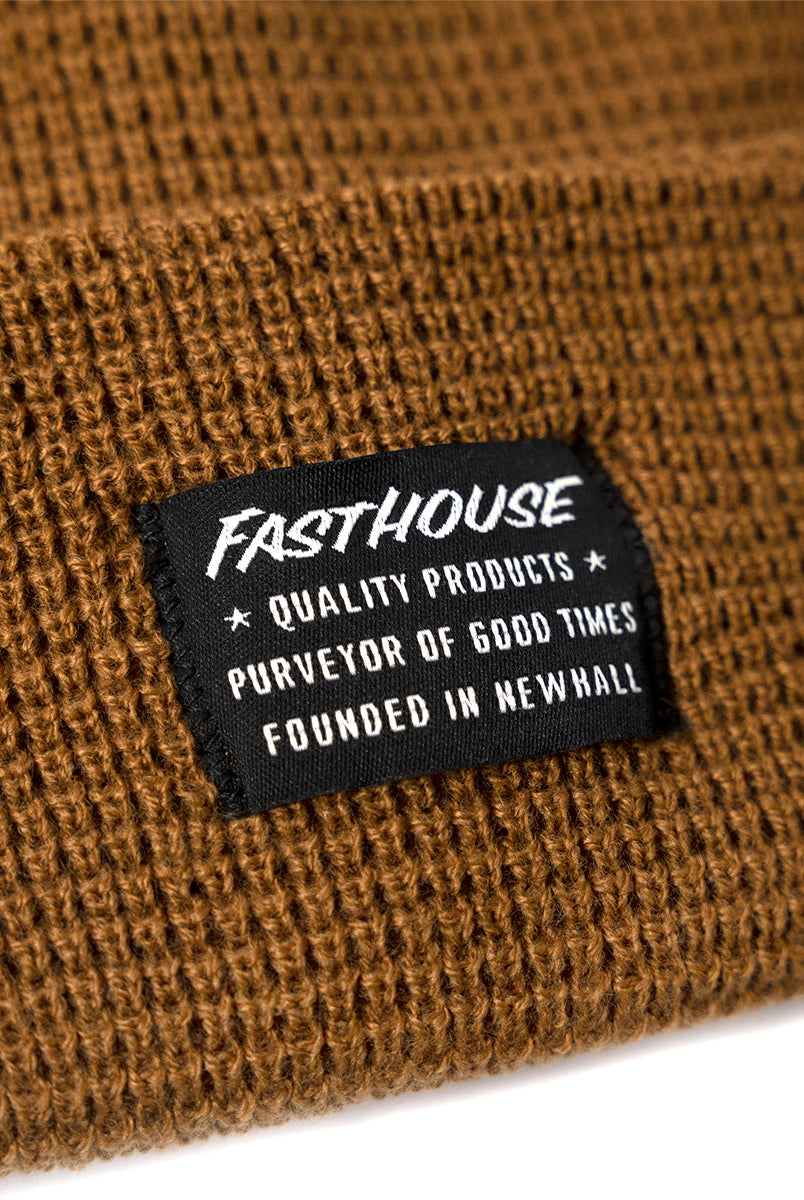 FASTHOUSE
★ QUALITY PRODUCTS ★
PURVEYOR OF GOOD TIMES
FOUNDED IN NEWHALL